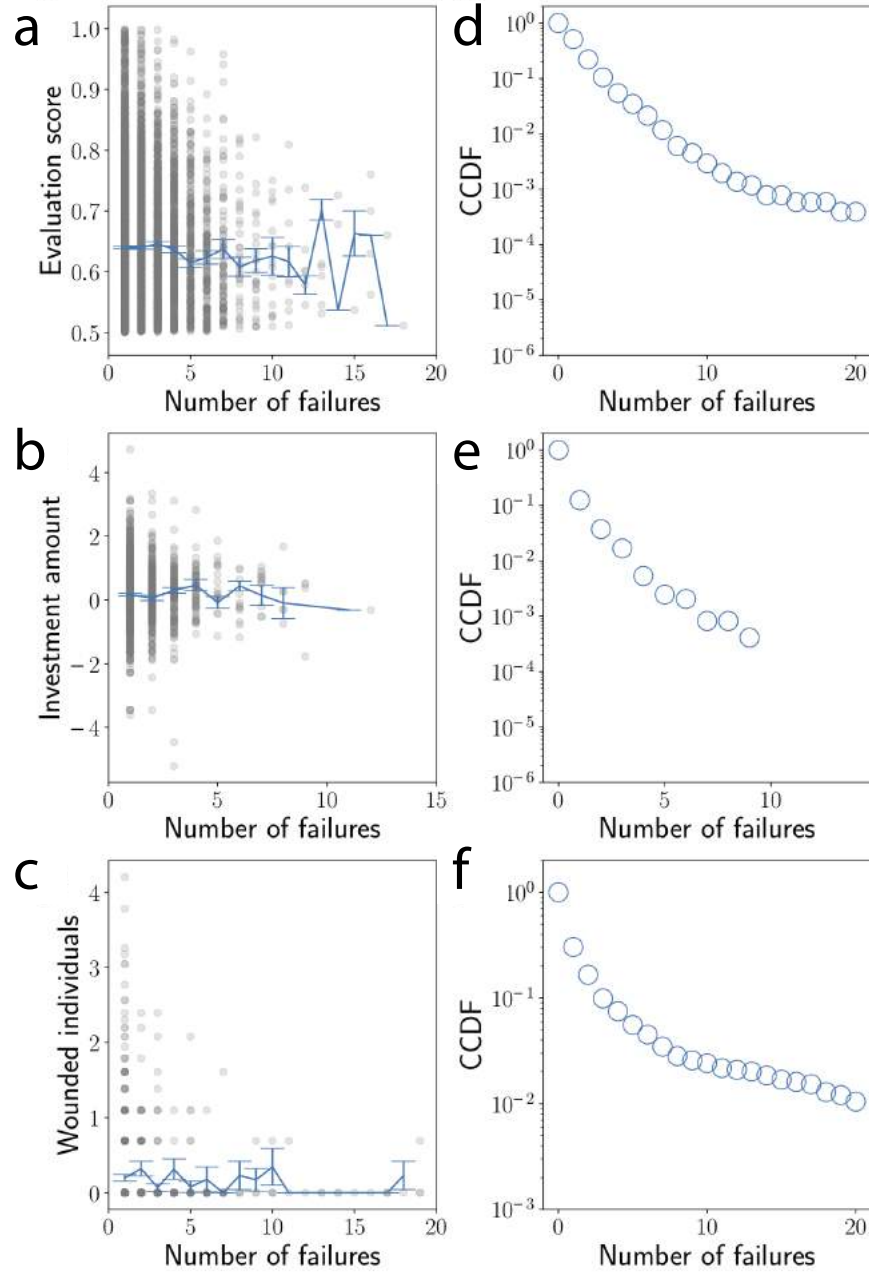 a
1.0
0.9
0.8
0.7
0.6
0.5
Evaluation score
0 5 10 15 20
Number of failures
d
10^0
10^-1
10^-2
10^-3
10^-4
10^-5
10^-6
CCDF
0 10 20
Number of failures
b
4
2
0
−2
−4
Investment amount
0 5 10 15
Number of failures
e
10^0
10^-1
10^-2
10^-3
10^-4
10^-5
10^-6
CCDF
0 5 10
Number of failures
c
4
3
2
1
0
Wounded individuals
0 5 10 15 20
Number of failures
f
10^0
10^-1
10^-2
10^-3
CCDF
0 10 20
Number of failures